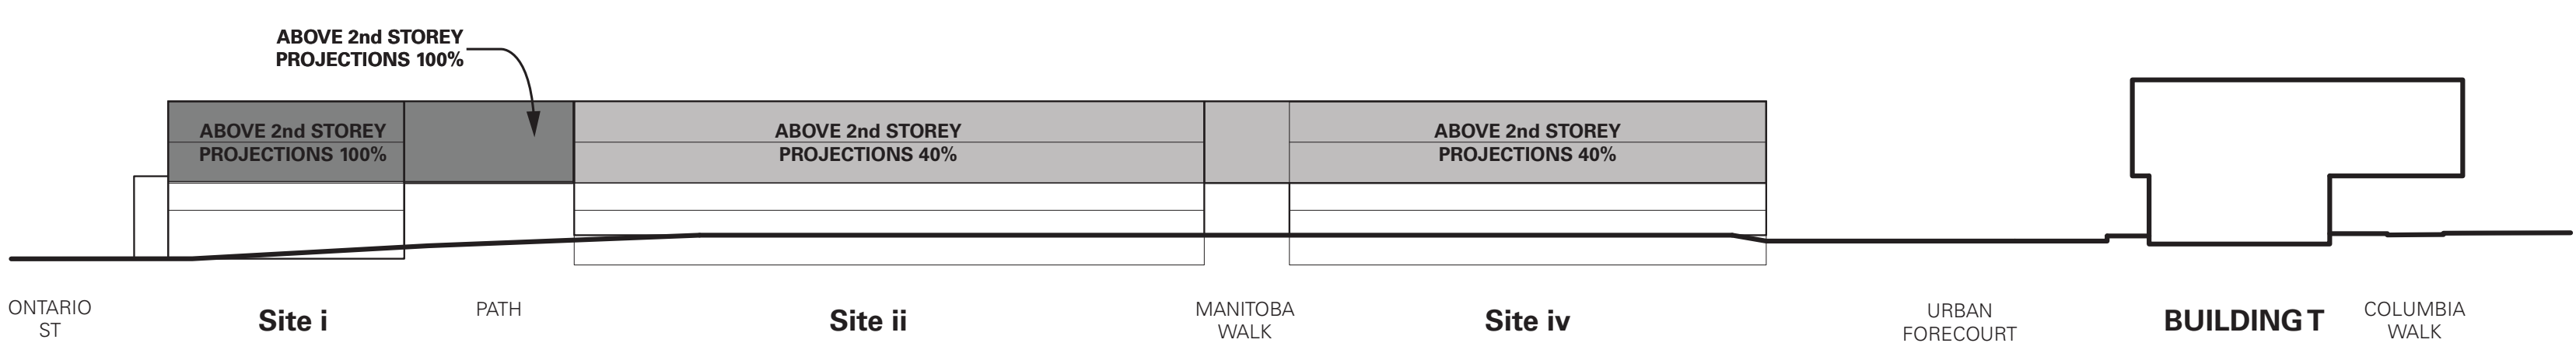 ABOVE 2nd STOREY
PROJECTIONS 100%
ABOVE 2nd STOREY
PROJECTIONS 100%
ABOVE 2nd STOREY
PROJECTIONS 40%
ABOVE 2nd STOREY
PROJECTIONS 40%
ONTARIO
ST
Site i
PATH
Site ii
MANITOBA
WALK
Site iv
URBAN
FORECOURT
BUILDING T
COLUMBIA
WALK